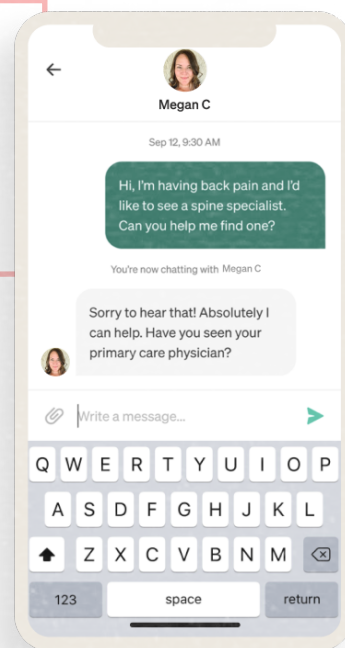 Megan C
Sep 12, 9:30 AM
Hi, I'm having back pain and I'd
like to see a spine specialist.
Can you help me find one?
You're now chatting with Megan C
Sorry to hear that! Absolutely I
can help. Have you seen your
primary care physician?
Write a message...
Q W E R T Y U I O P
A S D F G H J K L
Z X C V B N M
123 space return